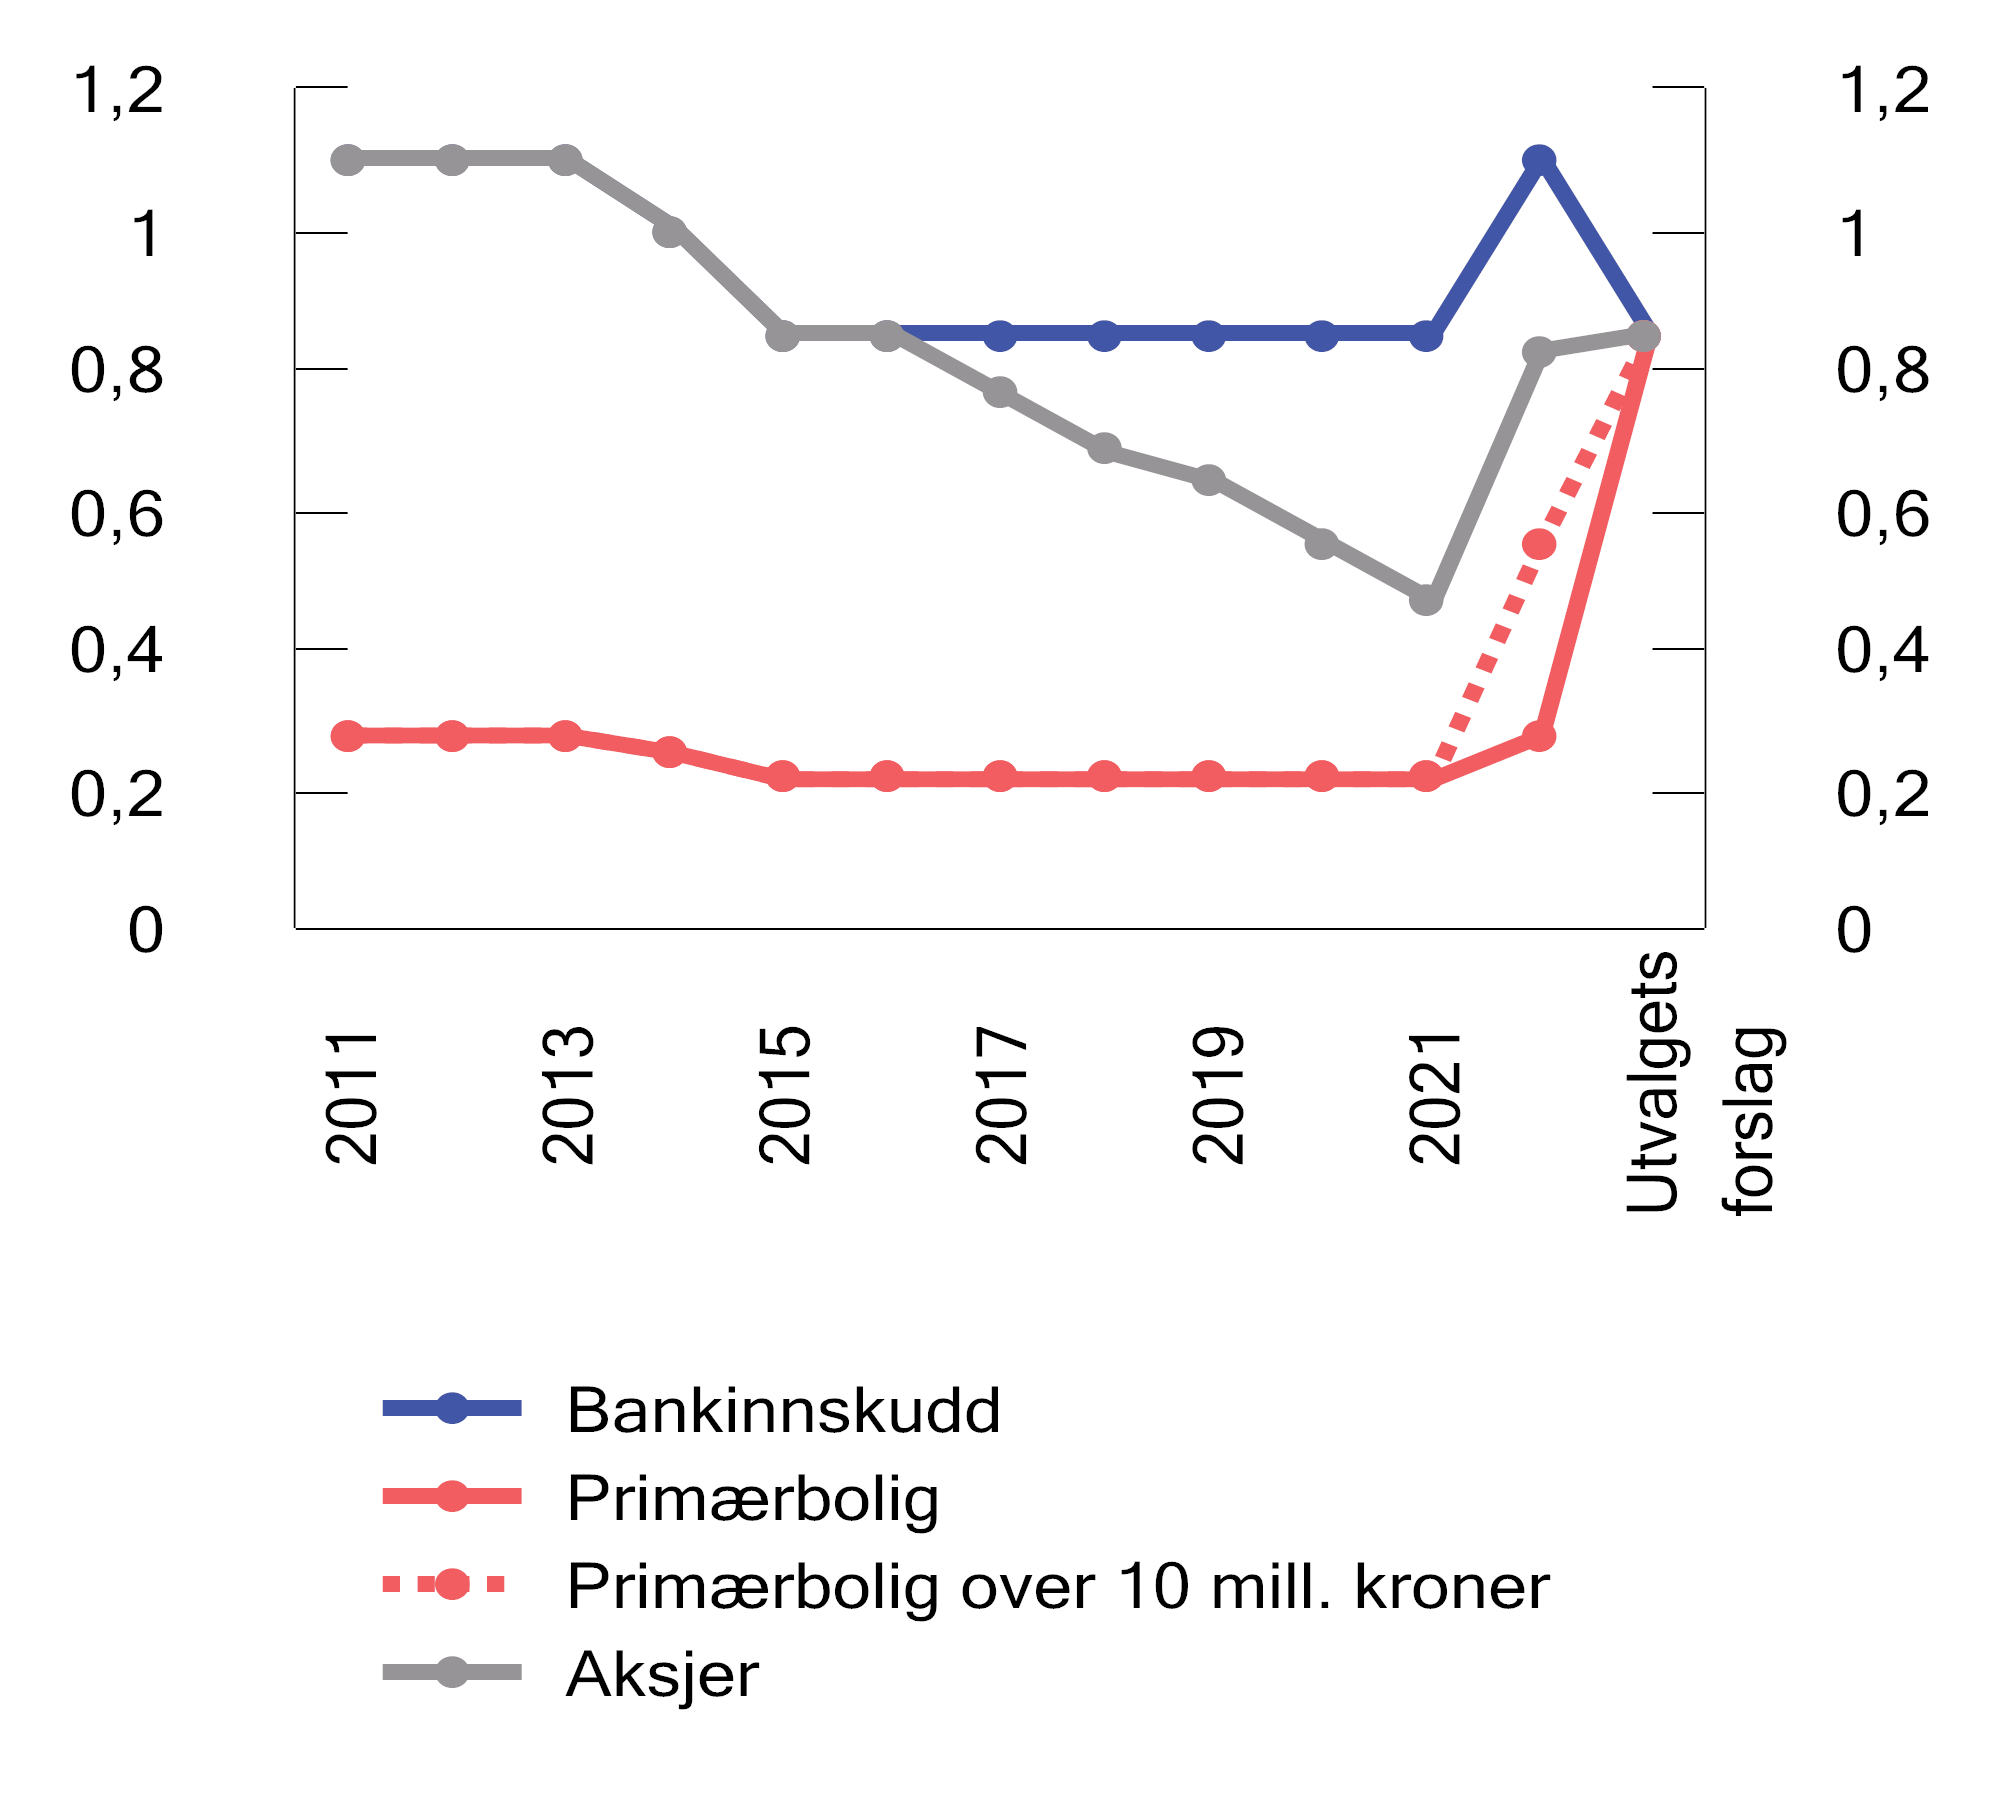 1,2 1,2
1 1
0,8 0,8
0,6 0,6
0,4 0,4
0,2 0,2
0 0
2011 2013 2015 2017 2019 2021 Utvalgets
forslag
Bankinnskudd
Primærbolig
Primærbolig over 10 mill. kroner
Aksjer